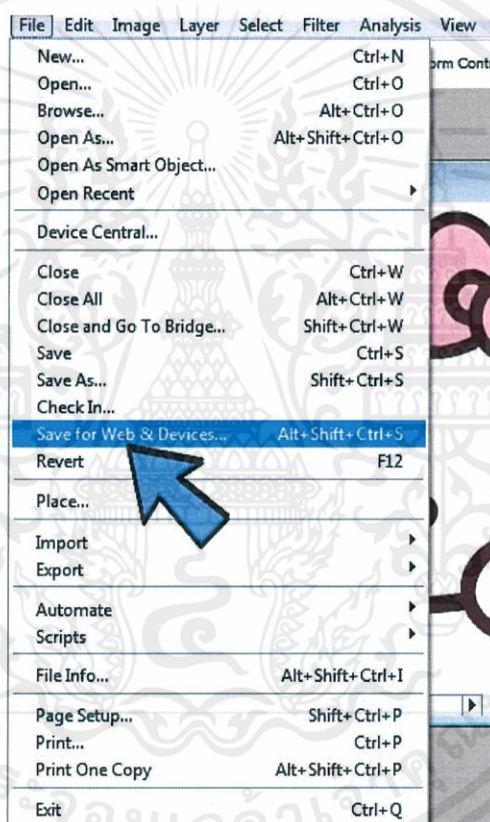 File Edit Image Layer Select Filter Analysis View
New... Ctrl+N
Open... Ctrl+O
Browse... Alt+Ctrl+O
Open As... Alt+Shift+Ctrl+O
Open As Smart Object...
Open Recent
Device Central...
Close Ctrl+W
Close All Alt+Ctrl+W
Close and Go To Bridge... Shift+Ctrl+W
Save Ctrl+S
Save As... Shift+Ctrl+S
Check In...
Save for Web & Devices... Alt+Shift+Ctrl+S
Revert F12
Place...
Import
Export
Automate
Scripts
File Info... Alt+Shift+Ctrl+I
Page Setup... Shift+Ctrl+P
Print... Ctrl+P
Print One Copy Alt+Shift+Ctrl+P
Exit Ctrl+Q